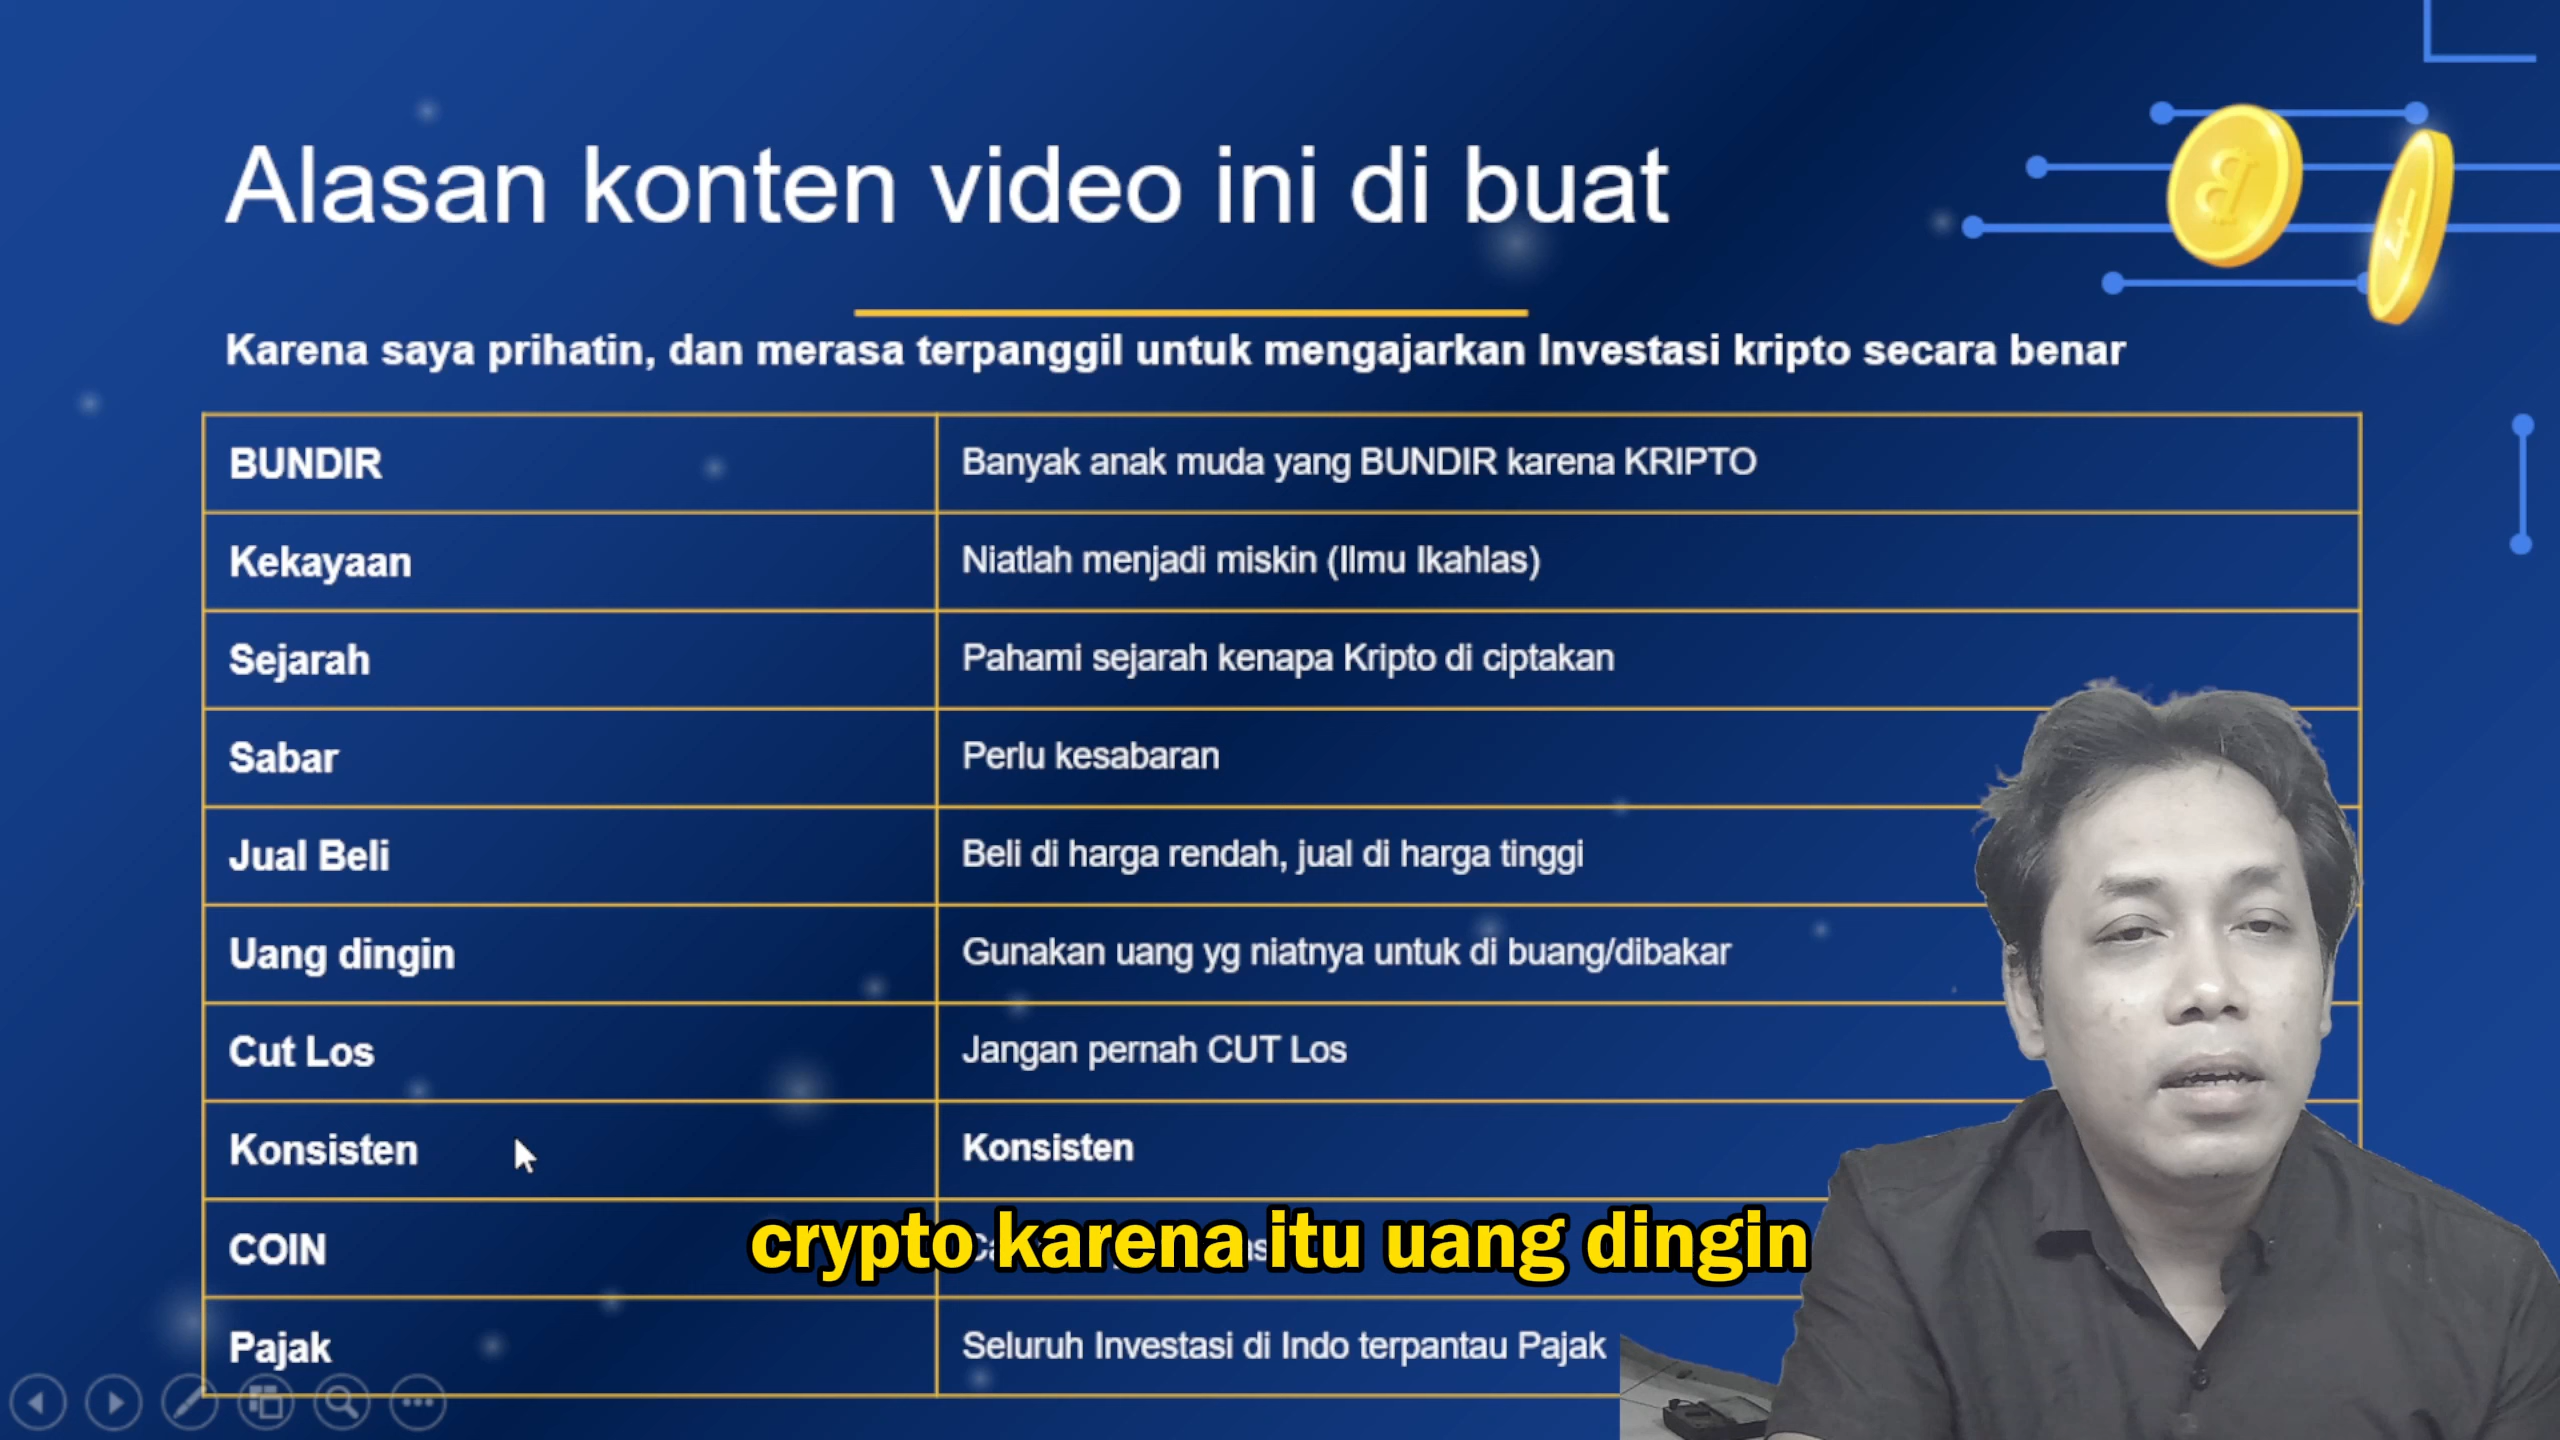 Alasan konten video ini di buat
Karena saya prihatin, dan merasa terpanggil untuk mengajarkan Investasi kripto secara benar
BUNDIR
Banyak anak muda yang BUNDIR karena KRIPTO
Kekayaan
Niatlah menjadi miskin (Ilmu Ikahlas)
Sejarah
Pahami sejarah kenapa Kripto di ciptakan
Sabar
Perlu kesabaran
Jual Beli
Beli di harga rendah, jual di harga tinggi
Uang dingin
Gunakan uang yg niatnya untuk di buang/dibakar
Cut Los
Jangan pernah CUT Los
Konsisten
Konsisten
COIN
crypto karena itu uang dingin
Pajak
Seluruh Investasi di Indo terpantau Pajak